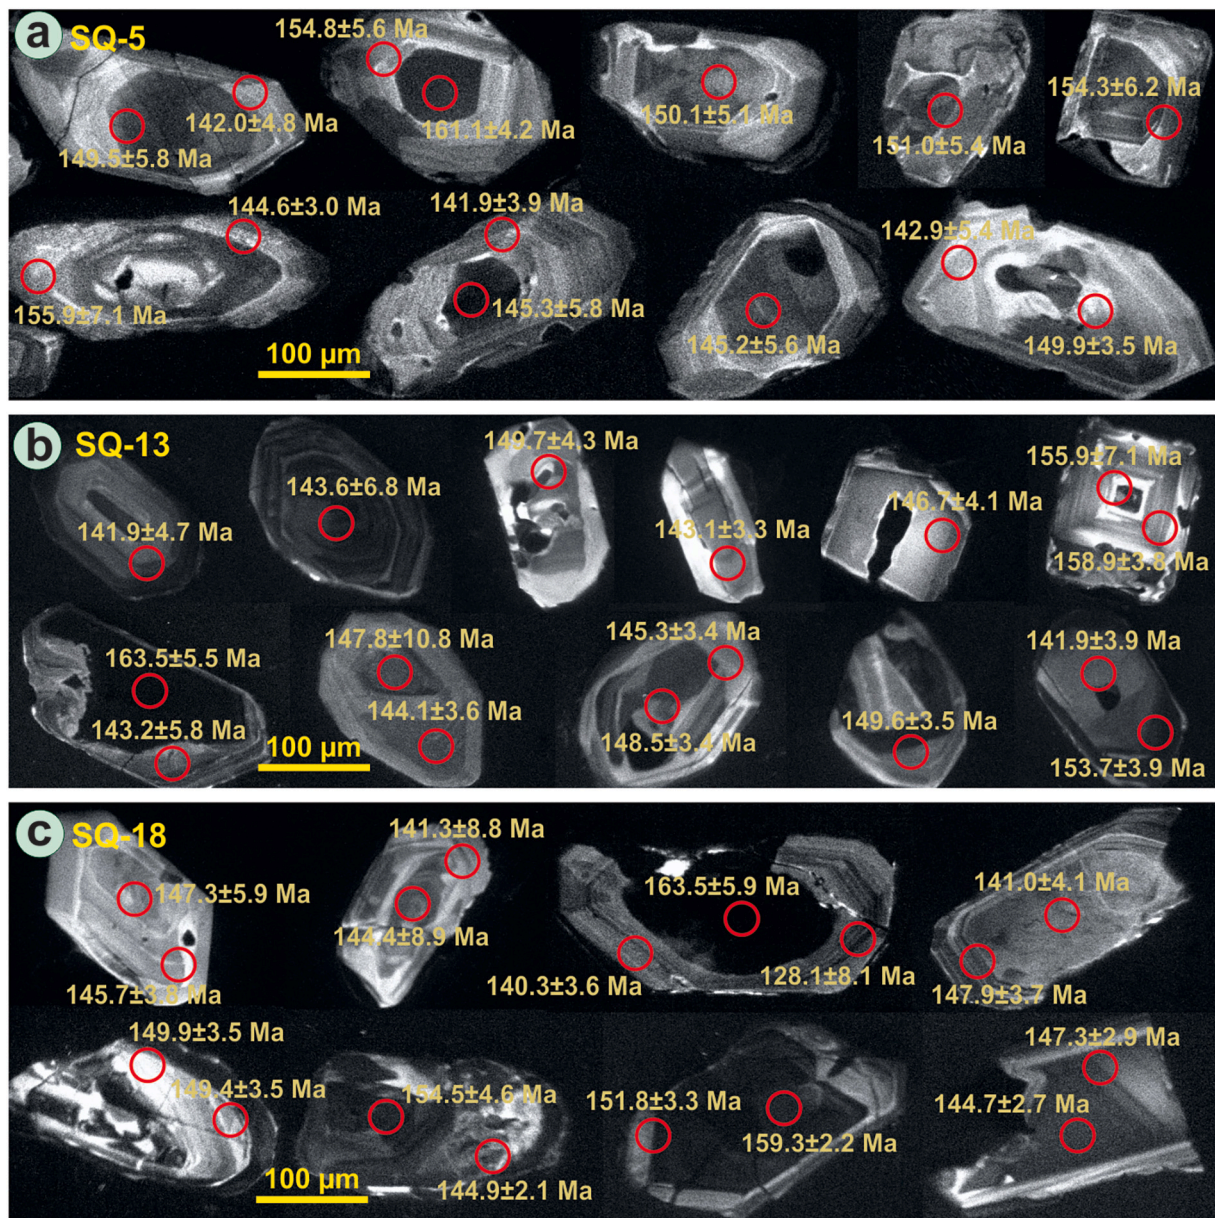 a SQ-5
154.8±5.6 Ma
154.3±6.2 Ma
142.0±4.8 Ma
150.1±5.1 Ma
149.5±5.8 Ma
161.1±4.2 Ma
151.0±5.4 Ma
144.6±3.0 Ma
141.9±3.9 Ma
142.9±5.4 Ma
155.9±7.1 Ma
145.3±5.8 Ma
145.2±5.6 Ma
149.9±3.5 Ma
100 µm
b SQ-13
149.7±4.3 Ma
155.9±7.1 Ma
143.6±6.8 Ma
146.7±4.1 Ma
141.9±4.7 Ma
143.1±3.3 Ma
158.9±3.8 Ma
147.8±10.8 Ma
145.3±3.4 Ma
141.9±3.9 Ma
163.5±5.5 Ma
144.1±3.6 Ma
149.6±3.5 Ma
143.2±5.8 Ma
148.5±3.4 Ma
153.7±3.9 Ma
100 µm
c SQ-18
141.3±8.8 Ma
147.3±5.9 Ma
163.5±5.9 Ma
141.0±4.1 Ma
144.4±8.9 Ma
145.7±3.8 Ma
140.3±3.6 Ma
128.1±8.1 Ma
147.9±3.7 Ma
149.9±3.5 Ma
147.3±2.9 Ma
149.4±3.5 Ma
154.5±4.6 Ma
151.8±3.3 Ma
144.7±2.7 Ma
159.3±2.2 Ma
100 µm
144.9±2.1 Ma